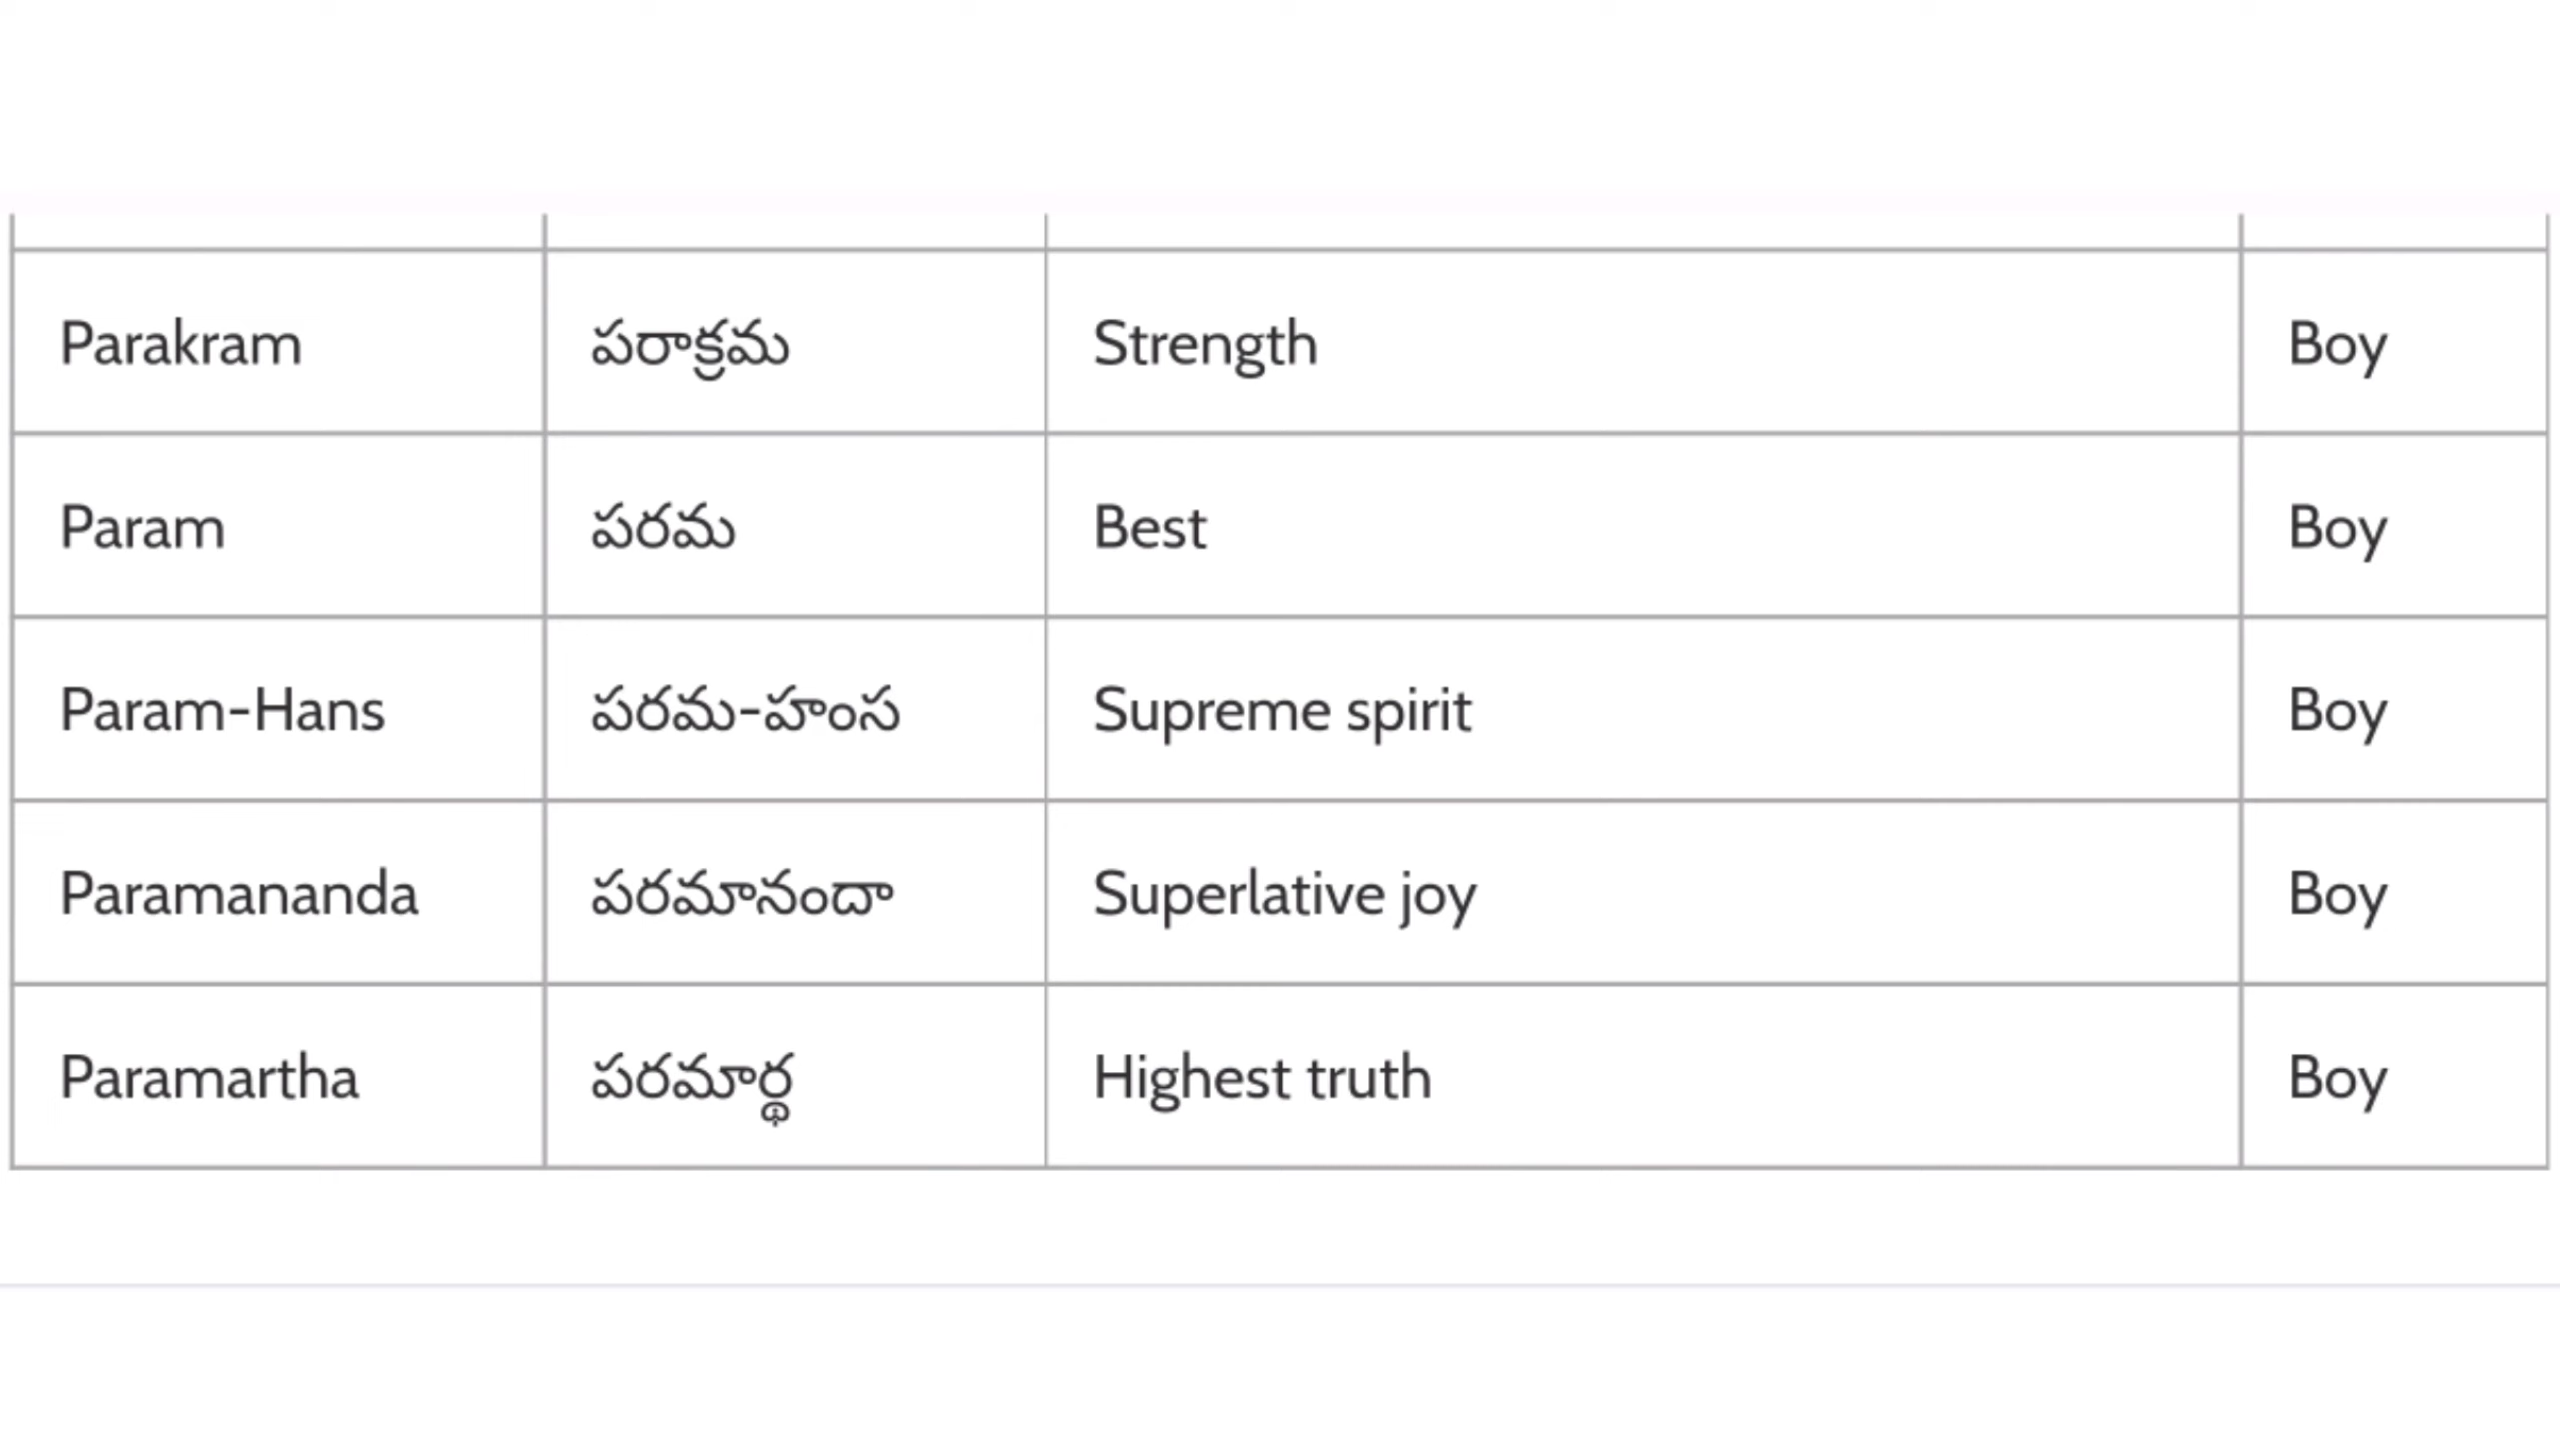 Parakram పరాక్రమ Strength Boy
Param పరమ Best Boy
Param-Hans పరమ-హంస Supreme spirit Boy
Paramananda పరమానందా Superlative joy Boy
Paramartha పరమార్థ Highest truth Boy